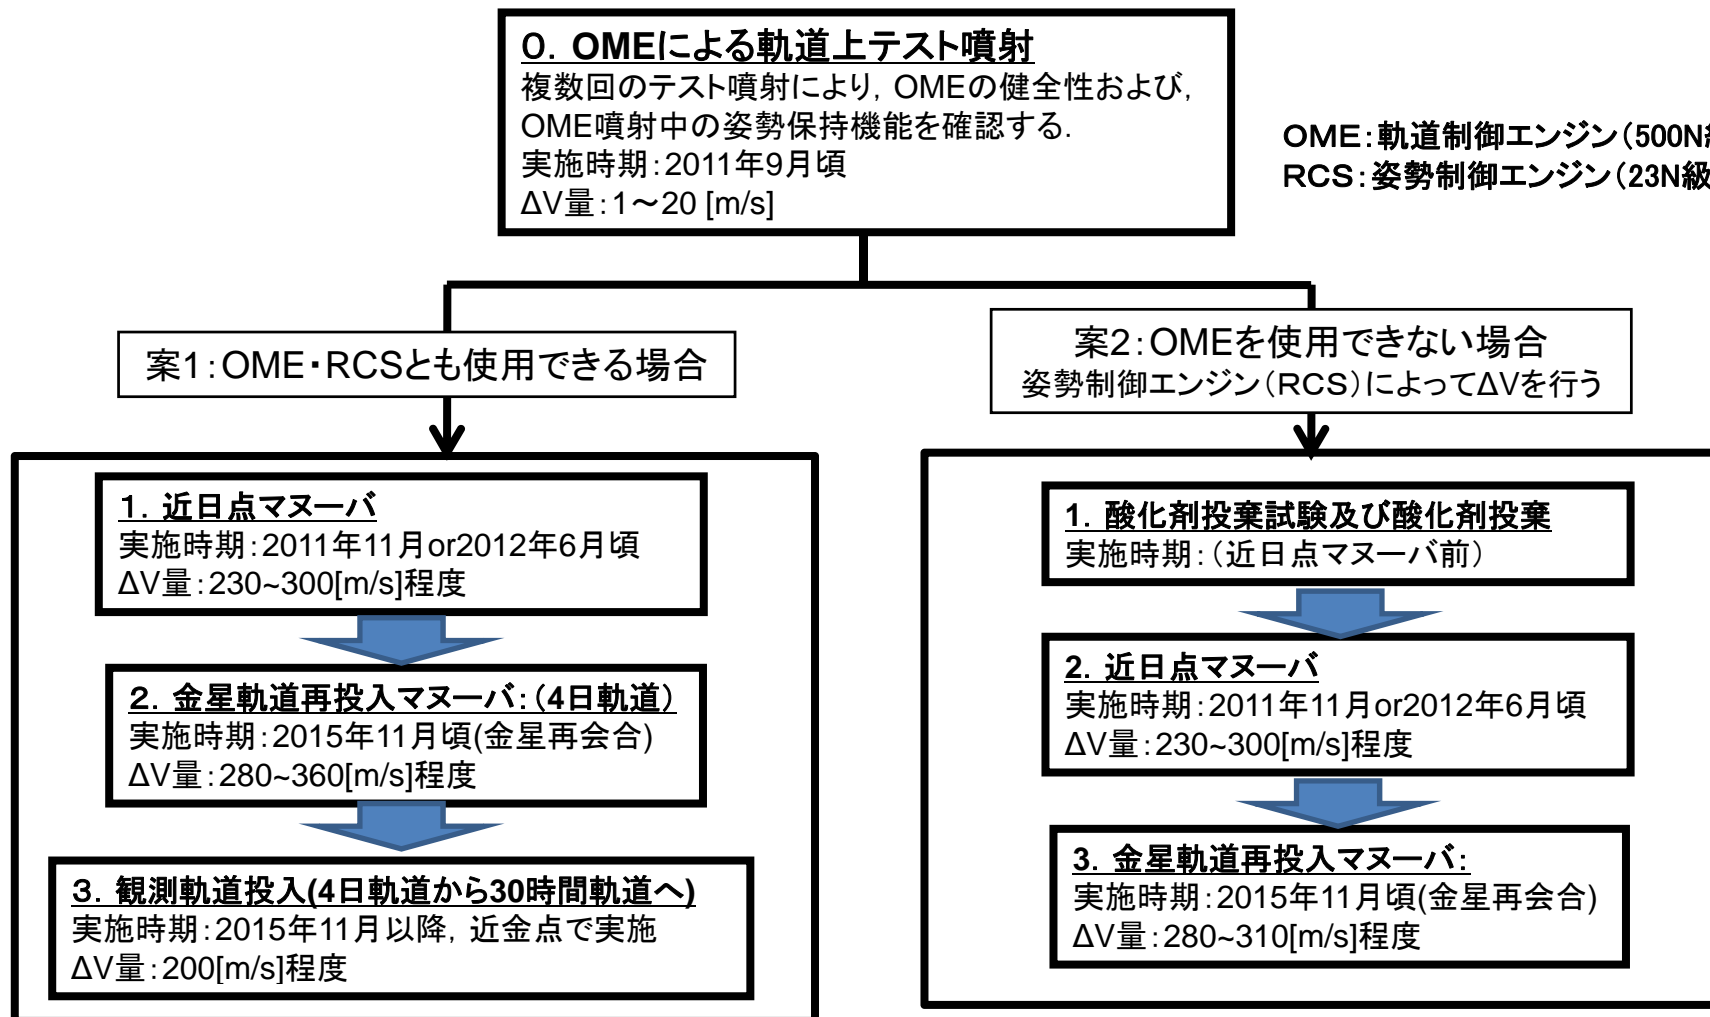 ０．OMEによる軌道上テスト噴射
複数回のテスト噴射により，OMEの健全性および，
OME噴射中の姿勢保持機能を確認する．
実施時期：2011年9月頃
ΔV量：1～20 [m/s]
ＯＭＥ：軌道制御エンジン（500N級
ＲＣＳ：姿勢制御エンジン（23N級
案1：OME・RCSとも使用できる場合
案2：OMEを使用できない場合
姿勢制御エンジン（ＲＣＳ）によってΔVを行う
１．近日点マヌーバ
実施時期：2011年11月or2012年6月頃
ΔV量：230~300[m/s]程度
２．金星軌道再投入マヌーバ：（4日軌道）
実施時期：2015年11月頃(金星再会合)
ΔV量：280~360[m/s]程度
３．観測軌道投入(4日軌道から30時間軌道へ)
実施時期：2015年11月以降，近金点で実施
ΔV量：200[m/s]程度
1．酸化剤投棄試験及び酸化剤投棄
実施時期：（近日点マヌーバ前）
2．近日点マヌーバ
実施時期：2011年11月or2012年6月頃
ΔV量：230~300[m/s]程度
3．金星軌道再投入マヌーバ：
実施時期：2015年11月頃(金星再会合)
ΔV量：280~310[m/s]程度